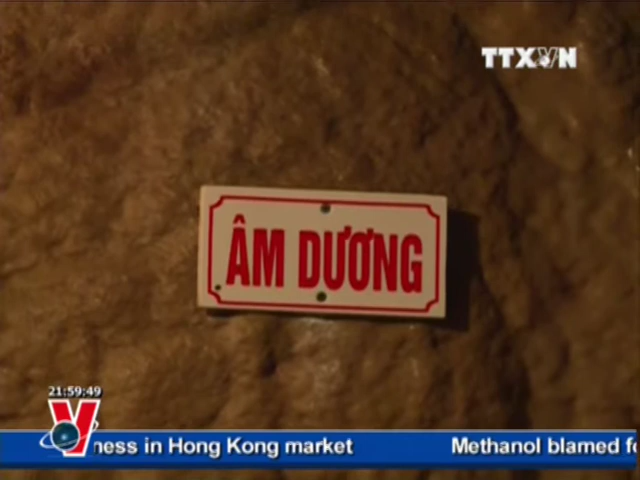 TTXVN
ÂM DƯƠNG
21:59:49
V
ness in Hong Kong market Methanol blamed